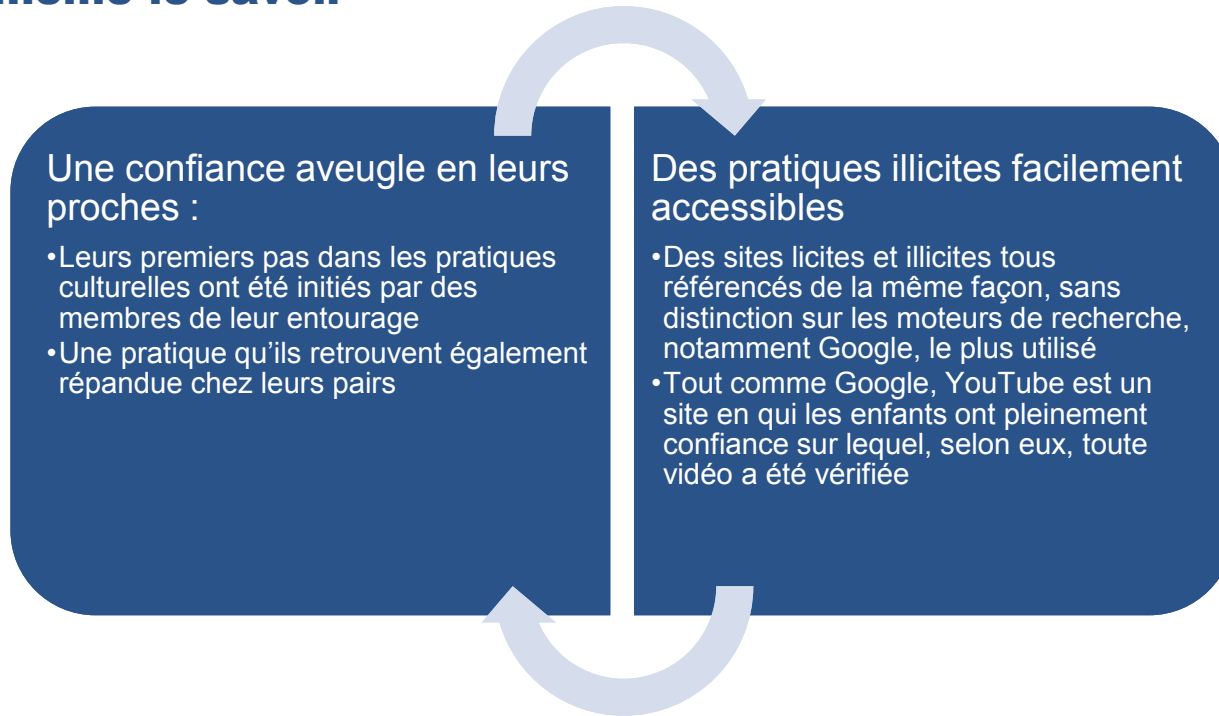 Une confiance aveugle en leurs
proches :
•Leurs premiers pas dans les pratiques
culturelles ont été initiés par des
membres de leur entourage
•Une pratique qu’ils retrouvent également
répandue chez leurs pairs
Des pratiques illicites facilement
accessibles
•Des sites licites et illicites tous
référencés de la même façon, sans
distinction sur les moteurs de recherche,
notamment Google, le plus utilisé
•Tout comme Google, YouTube est un
site en qui les enfants ont pleinement
confiance sur lequel, selon eux, toute
vidéo a été vérifiée